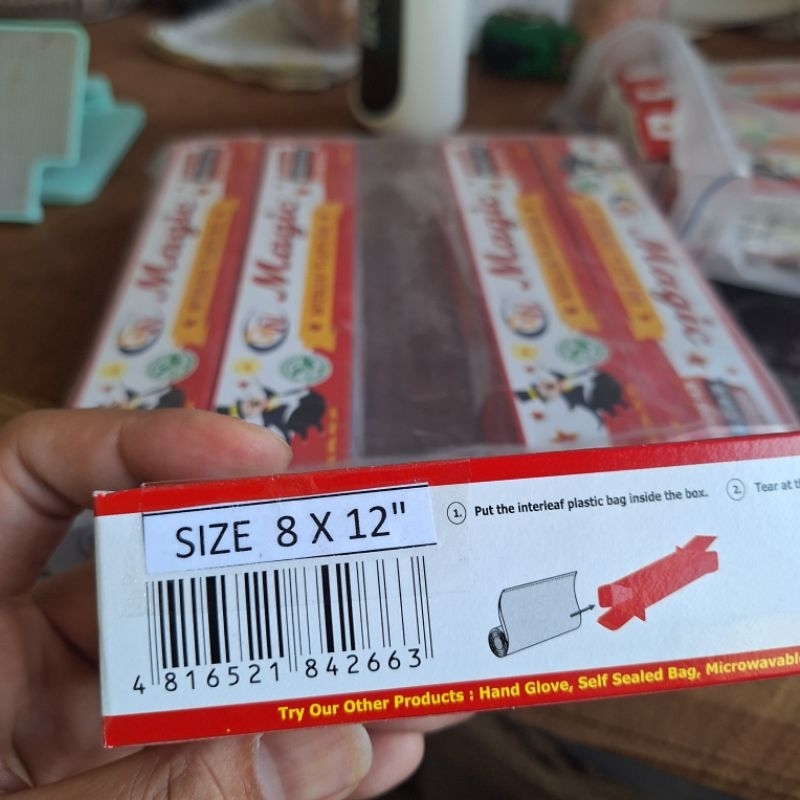 Magic
Magic
Magic
Magic
SIZE 8 X 12"
1. Put the interleaf plastic bag inside the box.
2. Tear at
4 816521 842663
Try Our Other Products : Hand Glove, Self Sealed Bag, Microwavable